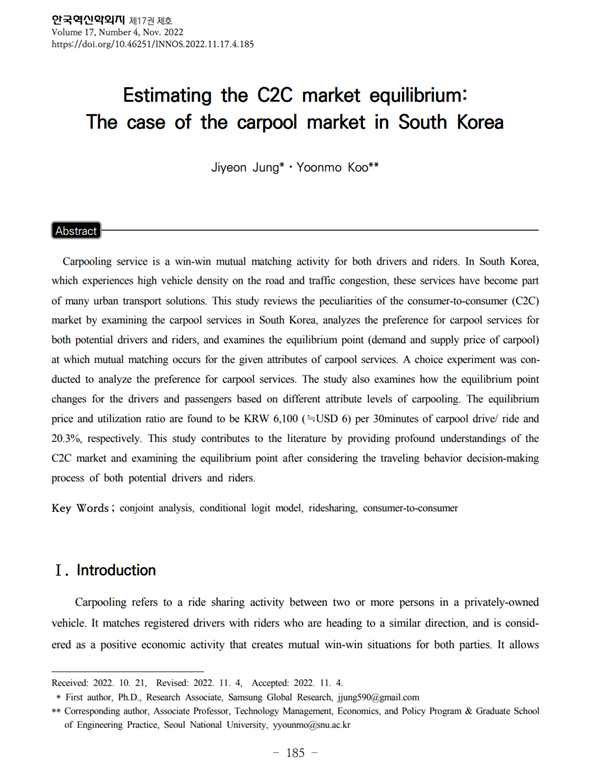 한국혁신학회지 제17권 제호
Volume 17, Number 4, Nov. 2022
https://doi.org/10.46251/INNOS.2022.11.17.4.185
Estimating the C2C market equilibrium:
The case of the carpool market in South Korea
Jiyeon Jung*・Yoonmo Koo**
Abstract
Carpooling service is a win-win mutual matching activity for both drivers and riders. In South Korea,
which experiences high vehicle density on the road and traffic congestion, these services have become part
of many urban transport solutions. This study reviews the peculiarities of the consumer-to-consumer (C2C)
market by examining the carpool services in South Korea, analyzes the preference for carpool services for
both potential drivers and riders, and examines the equilibrium point (demand and supply price of carpool)
at which mutual matching occurs for the given attributes of carpool services. A choice experiment was con-
ducted to analyze the preference for carpool services. The study also examines how the equilibrium point
changes for the drivers and passengers based on different attribute levels of carpooling. The equilibrium
price and utilization ratio are found to be KRW 6,100 (≒USD 6) per 30minutes of carpool drive/ ride and
20.3%, respectively. This study contributes to the literature by providing profound understandings of the
C2C market and examining the equilibrium point after considering the traveling behavior decision-making
process of both potential drivers and riders.
Key Words ; conjoint analysis, conditional logit model, ridesharing, consumer-to-consumer
Ⅰ. Introduction
Carpooling refers to a ride sharing activity between two or more persons in a privately-owned
vehicle. It matches registered drivers with riders who are heading to a similar direction, and is consid-
ered as a positive economic activity that creates mutual win-win situations for both parties. It allows
Received: 2022. 10. 21, Revised: 2022. 11. 4, Accepted: 2022. 11. 4.
* First author, Ph.D., Research Associate, Samsung Global Research, jjung590@gmail.com
** Corresponding author, Associate Professor, Technology Management, Economics, and Policy Program & Graduate School
of Engineering Practice, Seoul National University, yyounmo@snu.ac.kr
- 185 -